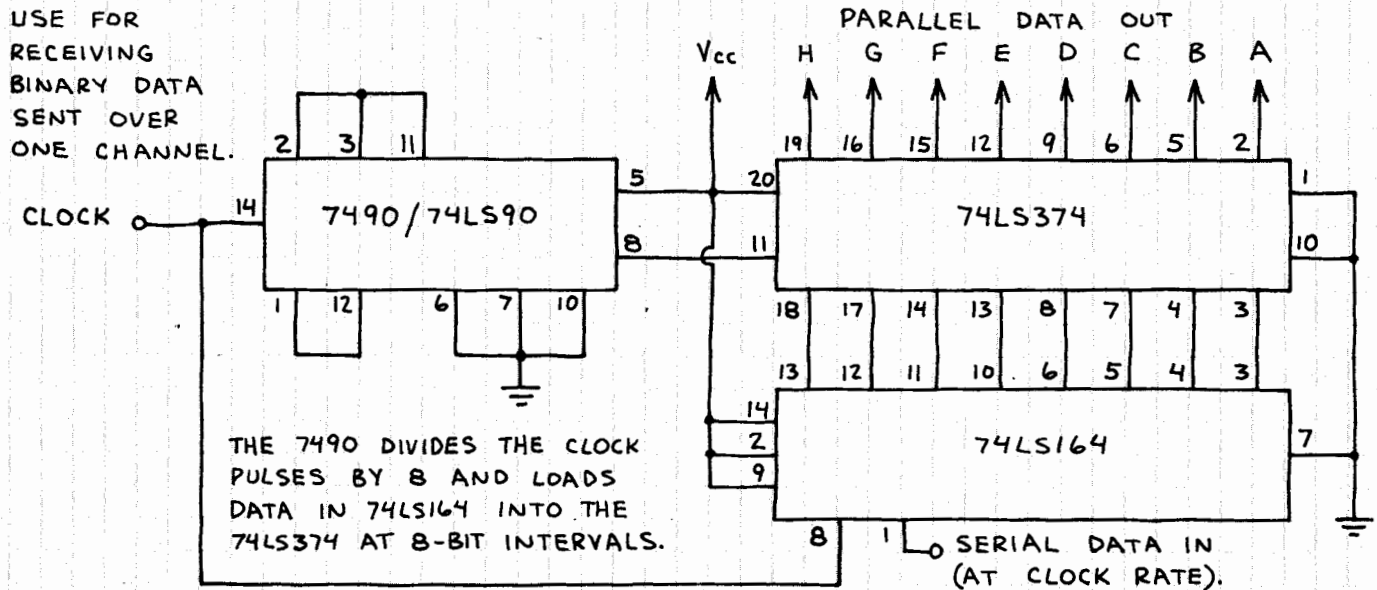 USE FOR
RECEIVING
BINARY DATA
SENT OVER
ONE CHANNEL.
PARALLEL DATA OUT
Vcc H G F E D C B A
2 3 11
19 16 15 12 9 6 5 2
CLOCK
14
7490/74LS90
5
8
20
11
74LS374
1
10
1 12 6 7 10
18 17 14 13 8 7 4 3
13 12 11 10 6 5 4 3
14
2
9
74LS164
7
8 1
THE 7490 DIVIDES THE CLOCK
PULSES BY 8 AND LOADS
DATA IN 74LS164 INTO THE
74LS374 AT 8-BIT INTERVALS.
SERIAL DATA IN
(AT CLOCK RATE).